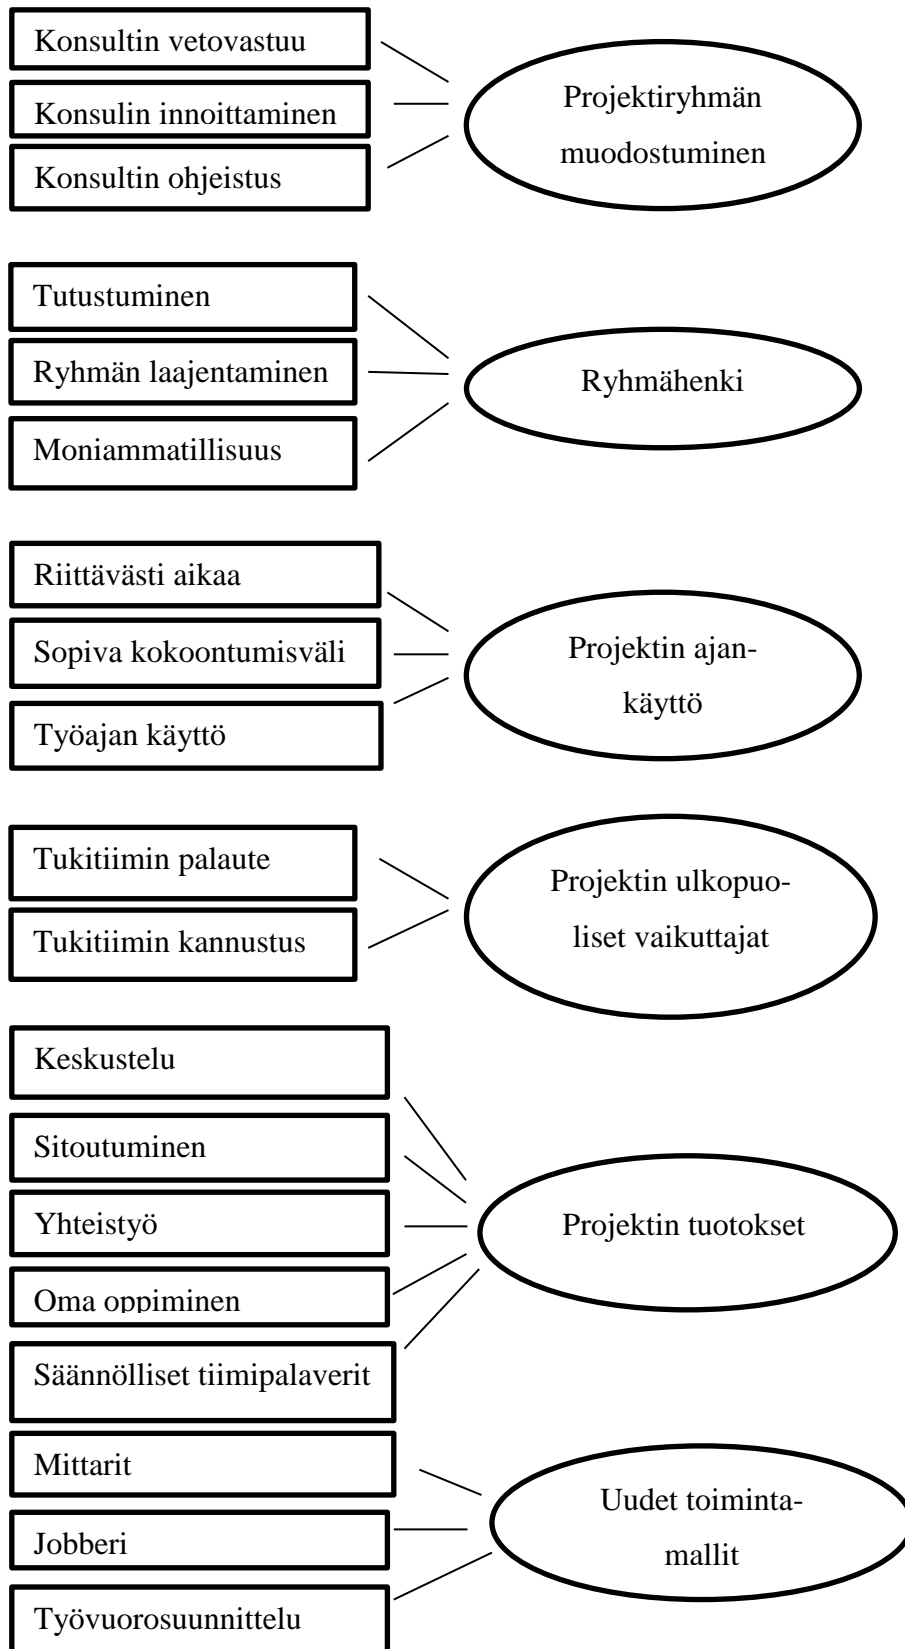 Konsultin vetovastuu
Konsulin innoittaminen
Konsultin ohjeistus
Projektiryhmän
muodostuminen
Tutustuminen
Ryhmän laajentaminen
Moniammatillisuus
Ryhmähenki
Riittävästi aikaa
Sopiva kokoontumisväli
Työajan käyttö
Projektin ajan-
käyttö
Tukitiimin palaute
Tukitiimin kannustus
Projektin ulkopuo-
liset vaikuttajat
Keskustelu
Sitoutuminen
Yhteistyö
Oma oppiminen
Säännölliset tiimipalaverit
Projektin tuotokset
Mittarit
Jobberi
Työvuorosuunnittelu
Uudet toiminta-
mallit